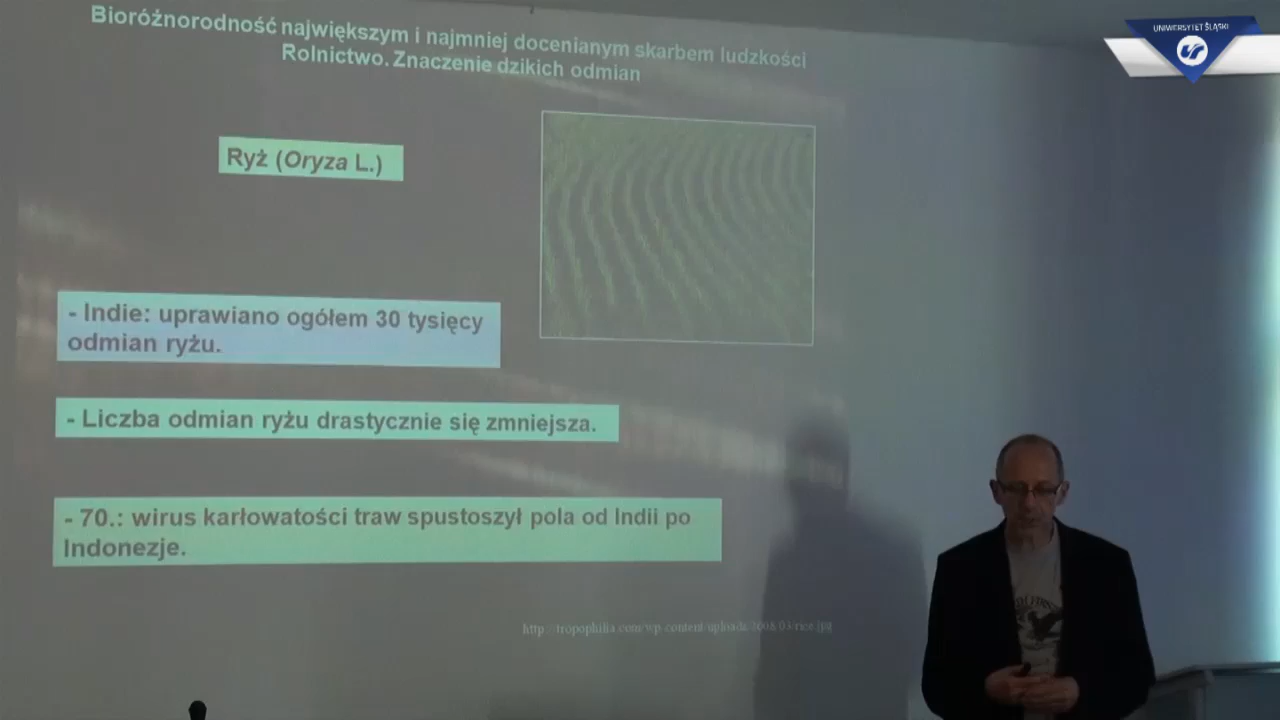 Bioróżnorodność największym i najmniej docenianym skarbem ludzkości
Rolnictwo. Znaczenie dzikich odmian
UNIWERSYTET ŚLĄSKI
Ryż (Oryza L.)
- Indie: uprawiano ogółem 30 tysięcy
odmian ryżu.
- Liczba odmian ryżu drastycznie się zmniejsza.
- 70.: wirus karłowatości traw spustoszył pola od Indii po
Indonezje.